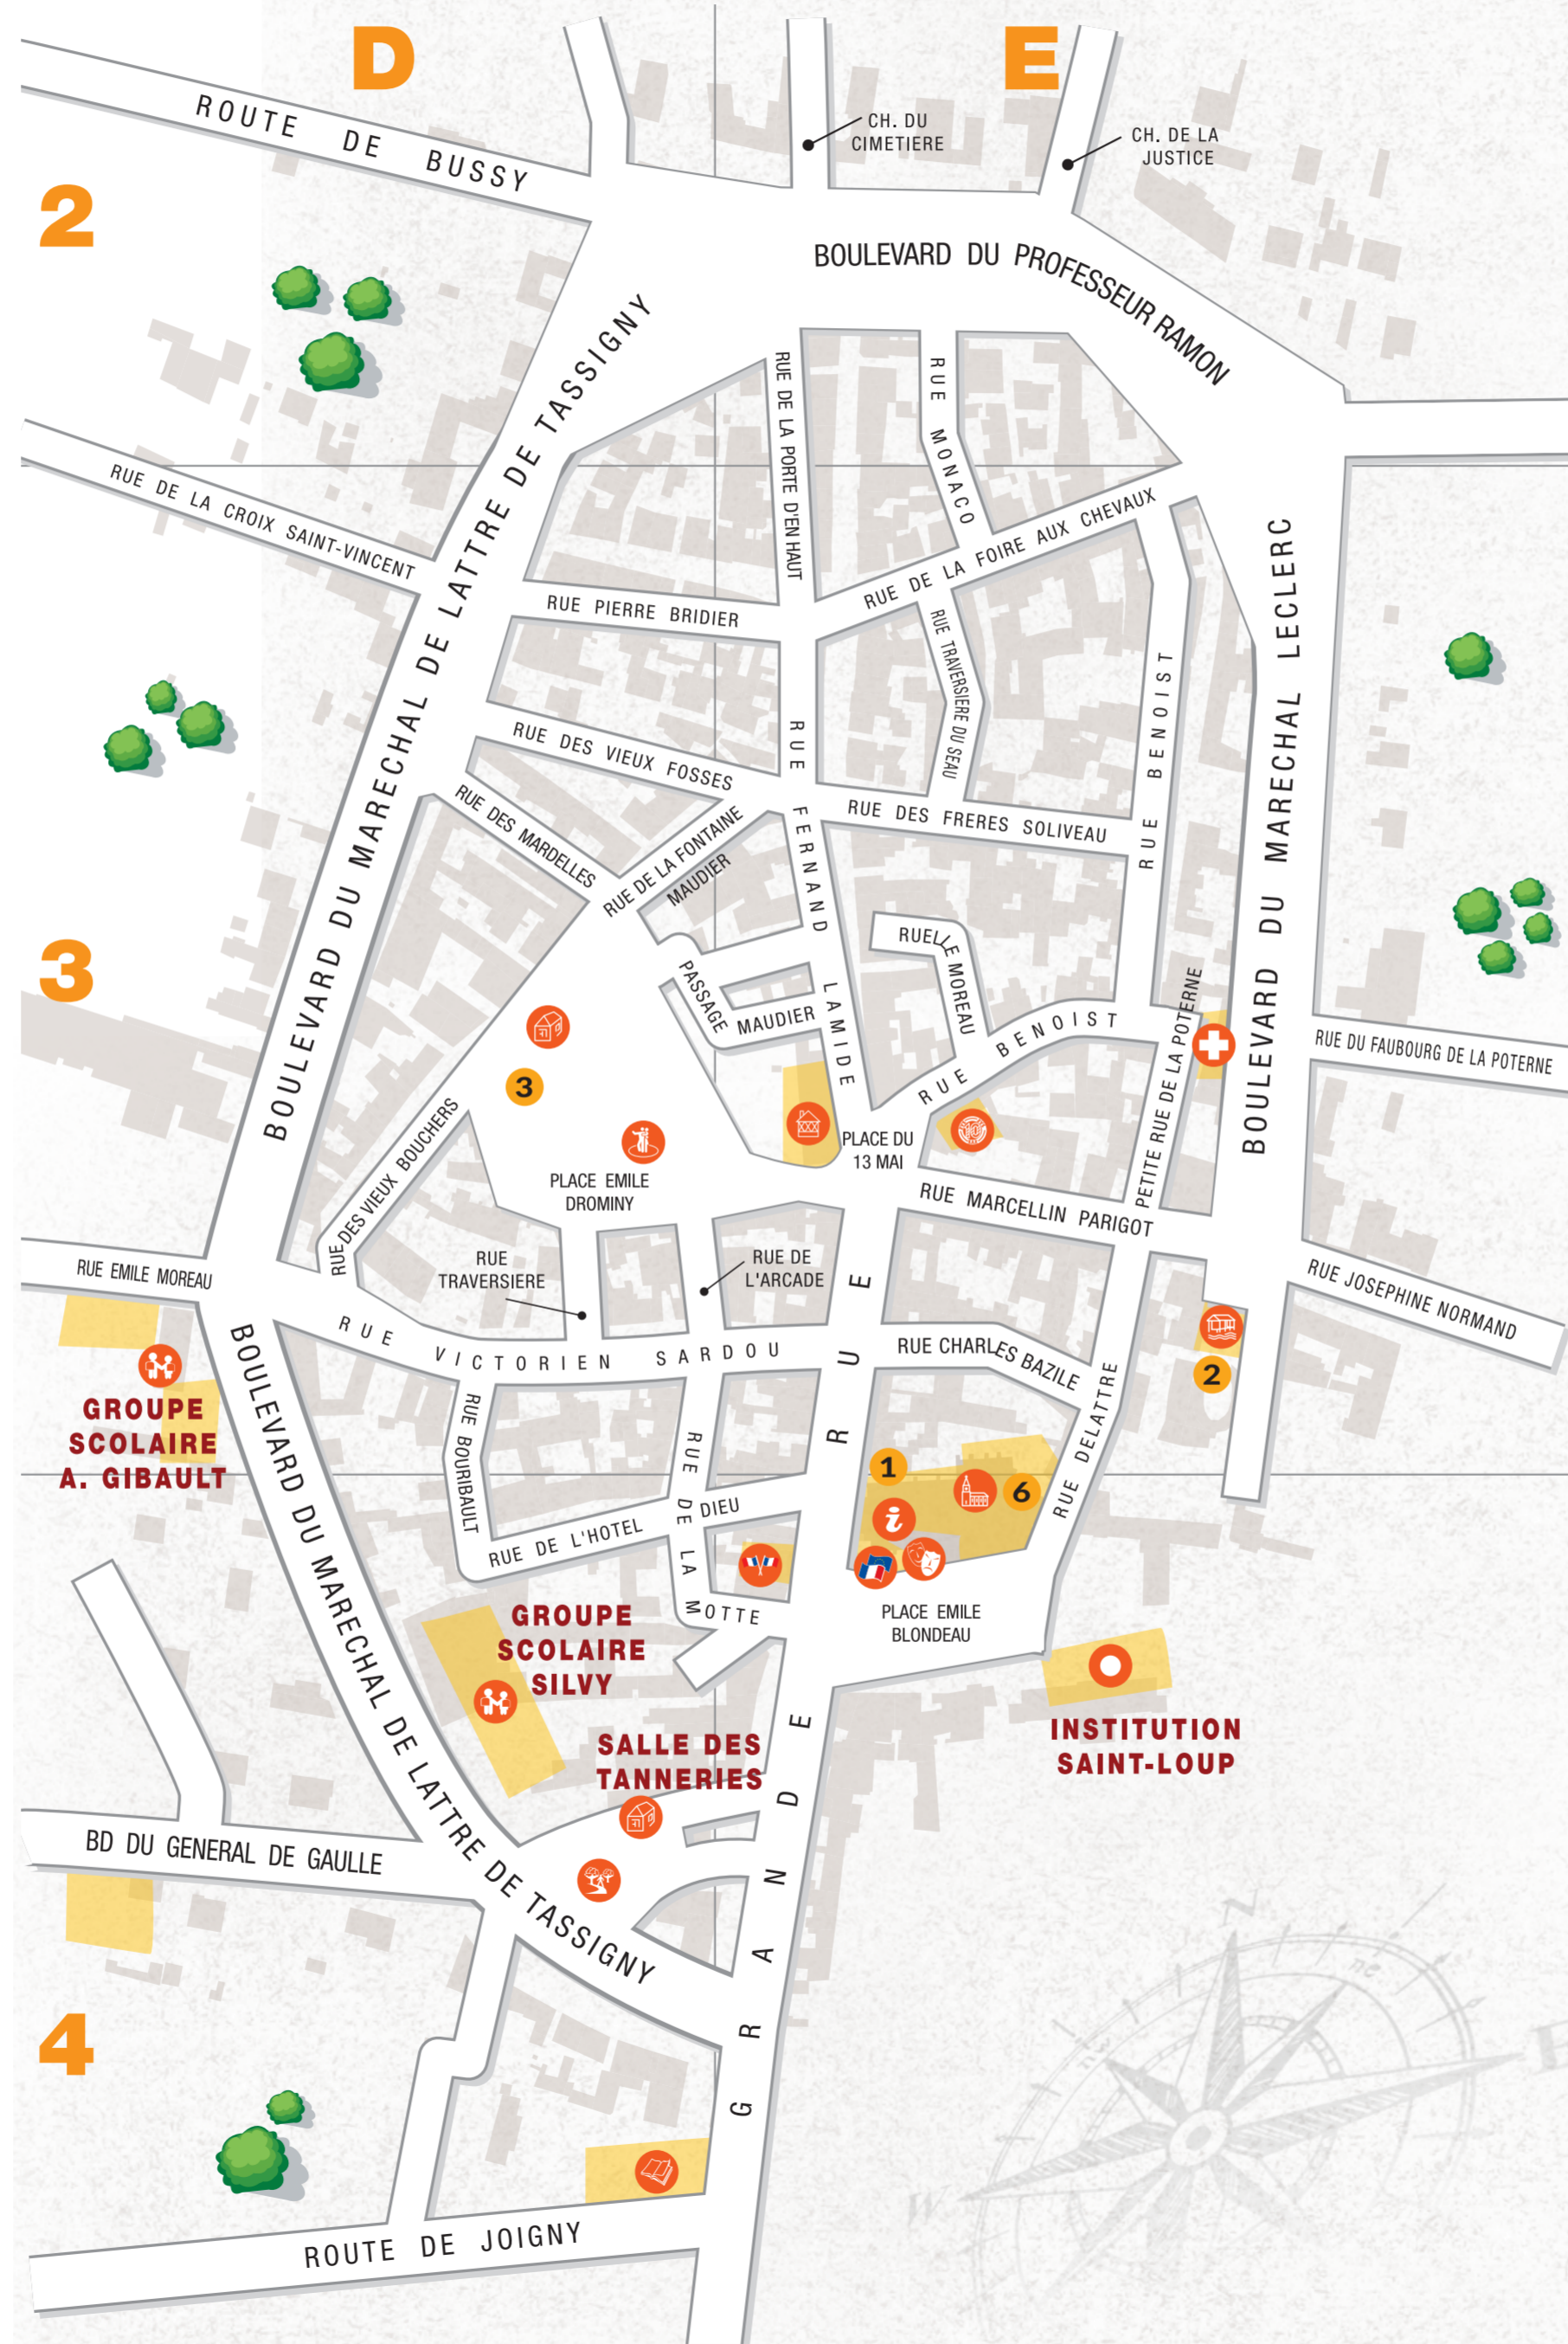 D
E
ROUTE DE BUSSY
CH. DU
CIMETIERE
CH. DE LA
JUSTICE
2
BOULEVARD DU PROFESSEUR RAMON
BOULEVARD DU MARECHAL DE LATTRE DE TASSIGNY
RUE DE LA PORTE D'EN HAUT
RUE MONACO
RUE DE LA CROIX SAINT-VINCENT
RUE DE LA FOIRE AUX CHEVAUX
RUE PIERRE BRIDIER
RUE TRAVERSIERE DU SEAU
BOULEVARD DU MARECHAL LECLERC
RUE BENOIST
RUE DES VIEUX FOSSES
RUE FERNAND LAMIDE
RUE DES FRERES SOLIVEAU
RUE DES MARDELLES
RUE DE LA FONTAINE
MAUDIER
3
RUELLE MOREAU
PASSAGE MAUDIER
RUE BENOIST
PETITE RUE DE LA POTERNE
RUE DU FAUBOURG DE LA POTERNE
3
RUE DES VIEUX BOUCHERS
PLACE DU
13 MAI
PLACE EMILE
DROMINY
RUE MARCELLIN PARIGOT
RUE EMILE MOREAU
RUE
TRAVERSIERE
RUE DE
L'ARCADE
RUE JOSEPHINE NORMAND
RUE VICTORIEN SARDOU
RUE CHARLES BAZILE
2
GROUPE
SCOLAIRE
A. GIBAULT
RUE BOURIBAULT
RUE DELATTRE
1
6
i
RUE DE L'HOTEL DIEU
RUE DE LA MOTTE
BOULEVARD DU MARECHAL DE LATTRE DE TASSIGNY
GROUPE
SCOLAIRE
SILVY
PLACE EMILE
BLONDEAU
INSTITUTION
SAINT-LOUP
SALLE DES
TANNERIES
GRANDE RUE
BD DU GENERAL DE GAULLE
4
N
W
ROUTE DE JOIGNY